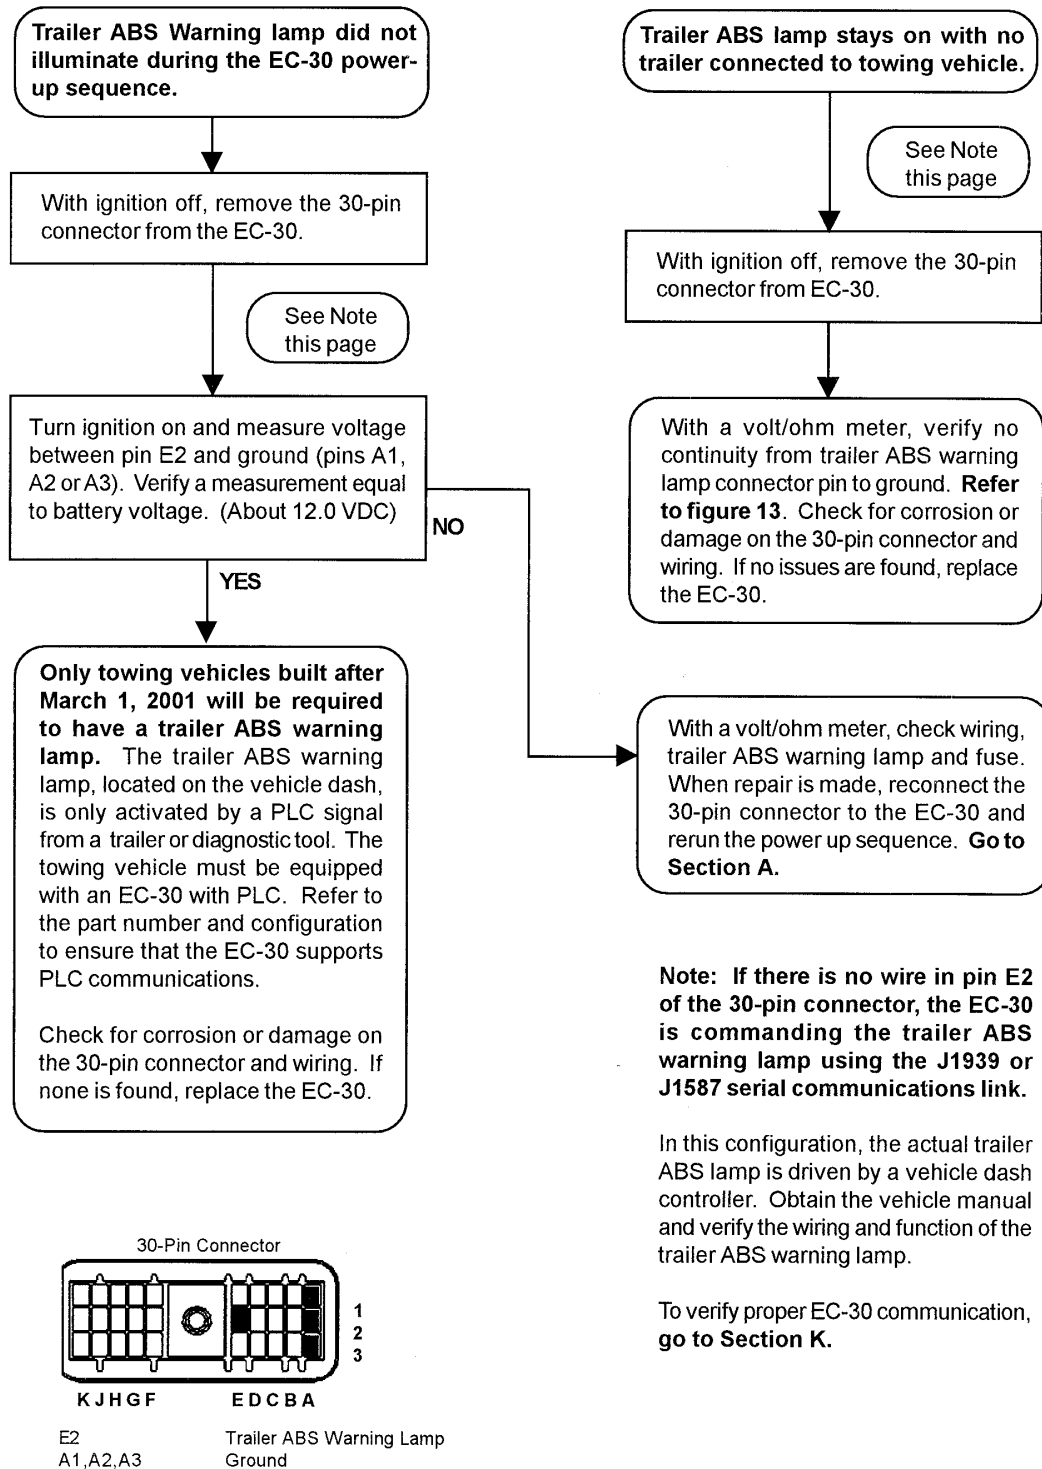 Trailer ABS Warning lamp did not
illuminate during the EC-30 power-
up sequence.
With ignition off, remove the 30-pin
connector from the EC-30.
See Note
this page
Turn ignition on and measure voltage
between pin E2 and ground (pins A1,
A2 or A3). Verify a measurement equal
to battery voltage. (About 12.0 VDC)
NO
YES
Only towing vehicles built after
March 1, 2001 will be required
to have a trailer ABS warning
lamp. The trailer ABS warning
lamp, located on the vehicle dash,
is only activated by a PLC signal
from a trailer or diagnostic tool. The
towing vehicle must be equipped
with an EC-30 with PLC. Refer to
the part number and configuration
to ensure that the EC-30 supports
PLC communications.
Check for corrosion or damage on
the 30-pin connector and wiring. If
none is found, replace the EC-30.
30-Pin Connector
1
2
3
K J H G F E D C B A
E2 Trailer ABS Warning Lamp
A1,A2,A3 Ground
Trailer ABS lamp stays on with no
trailer connected to towing vehicle.
See Note
this page
With ignition off, remove the 30-pin
connector from EC-30.
With a volt/ohm meter, verify no
continuity from trailer ABS warning
lamp connector pin to ground. Refer
to figure 13. Check for corrosion or
damage on the 30-pin connector and
wiring. If no issues are found, replace
the EC-30.
With a volt/ohm meter, check wiring,
trailer ABS warning lamp and fuse.
When repair is made, reconnect the
30-pin connector to the EC-30 and
rerun the power up sequence. Go to
Section A.
Note: If there is no wire in pin E2
of the 30-pin connector, the EC-30
is commanding the trailer ABS
warning lamp using the J1939 or
J1587 serial communications link.
In this configuration, the actual trailer
ABS lamp is driven by a vehicle dash
controller. Obtain the vehicle manual
and verify the wiring and function of the
trailer ABS warning lamp.
To verify proper EC-30 communication,
go to Section K.